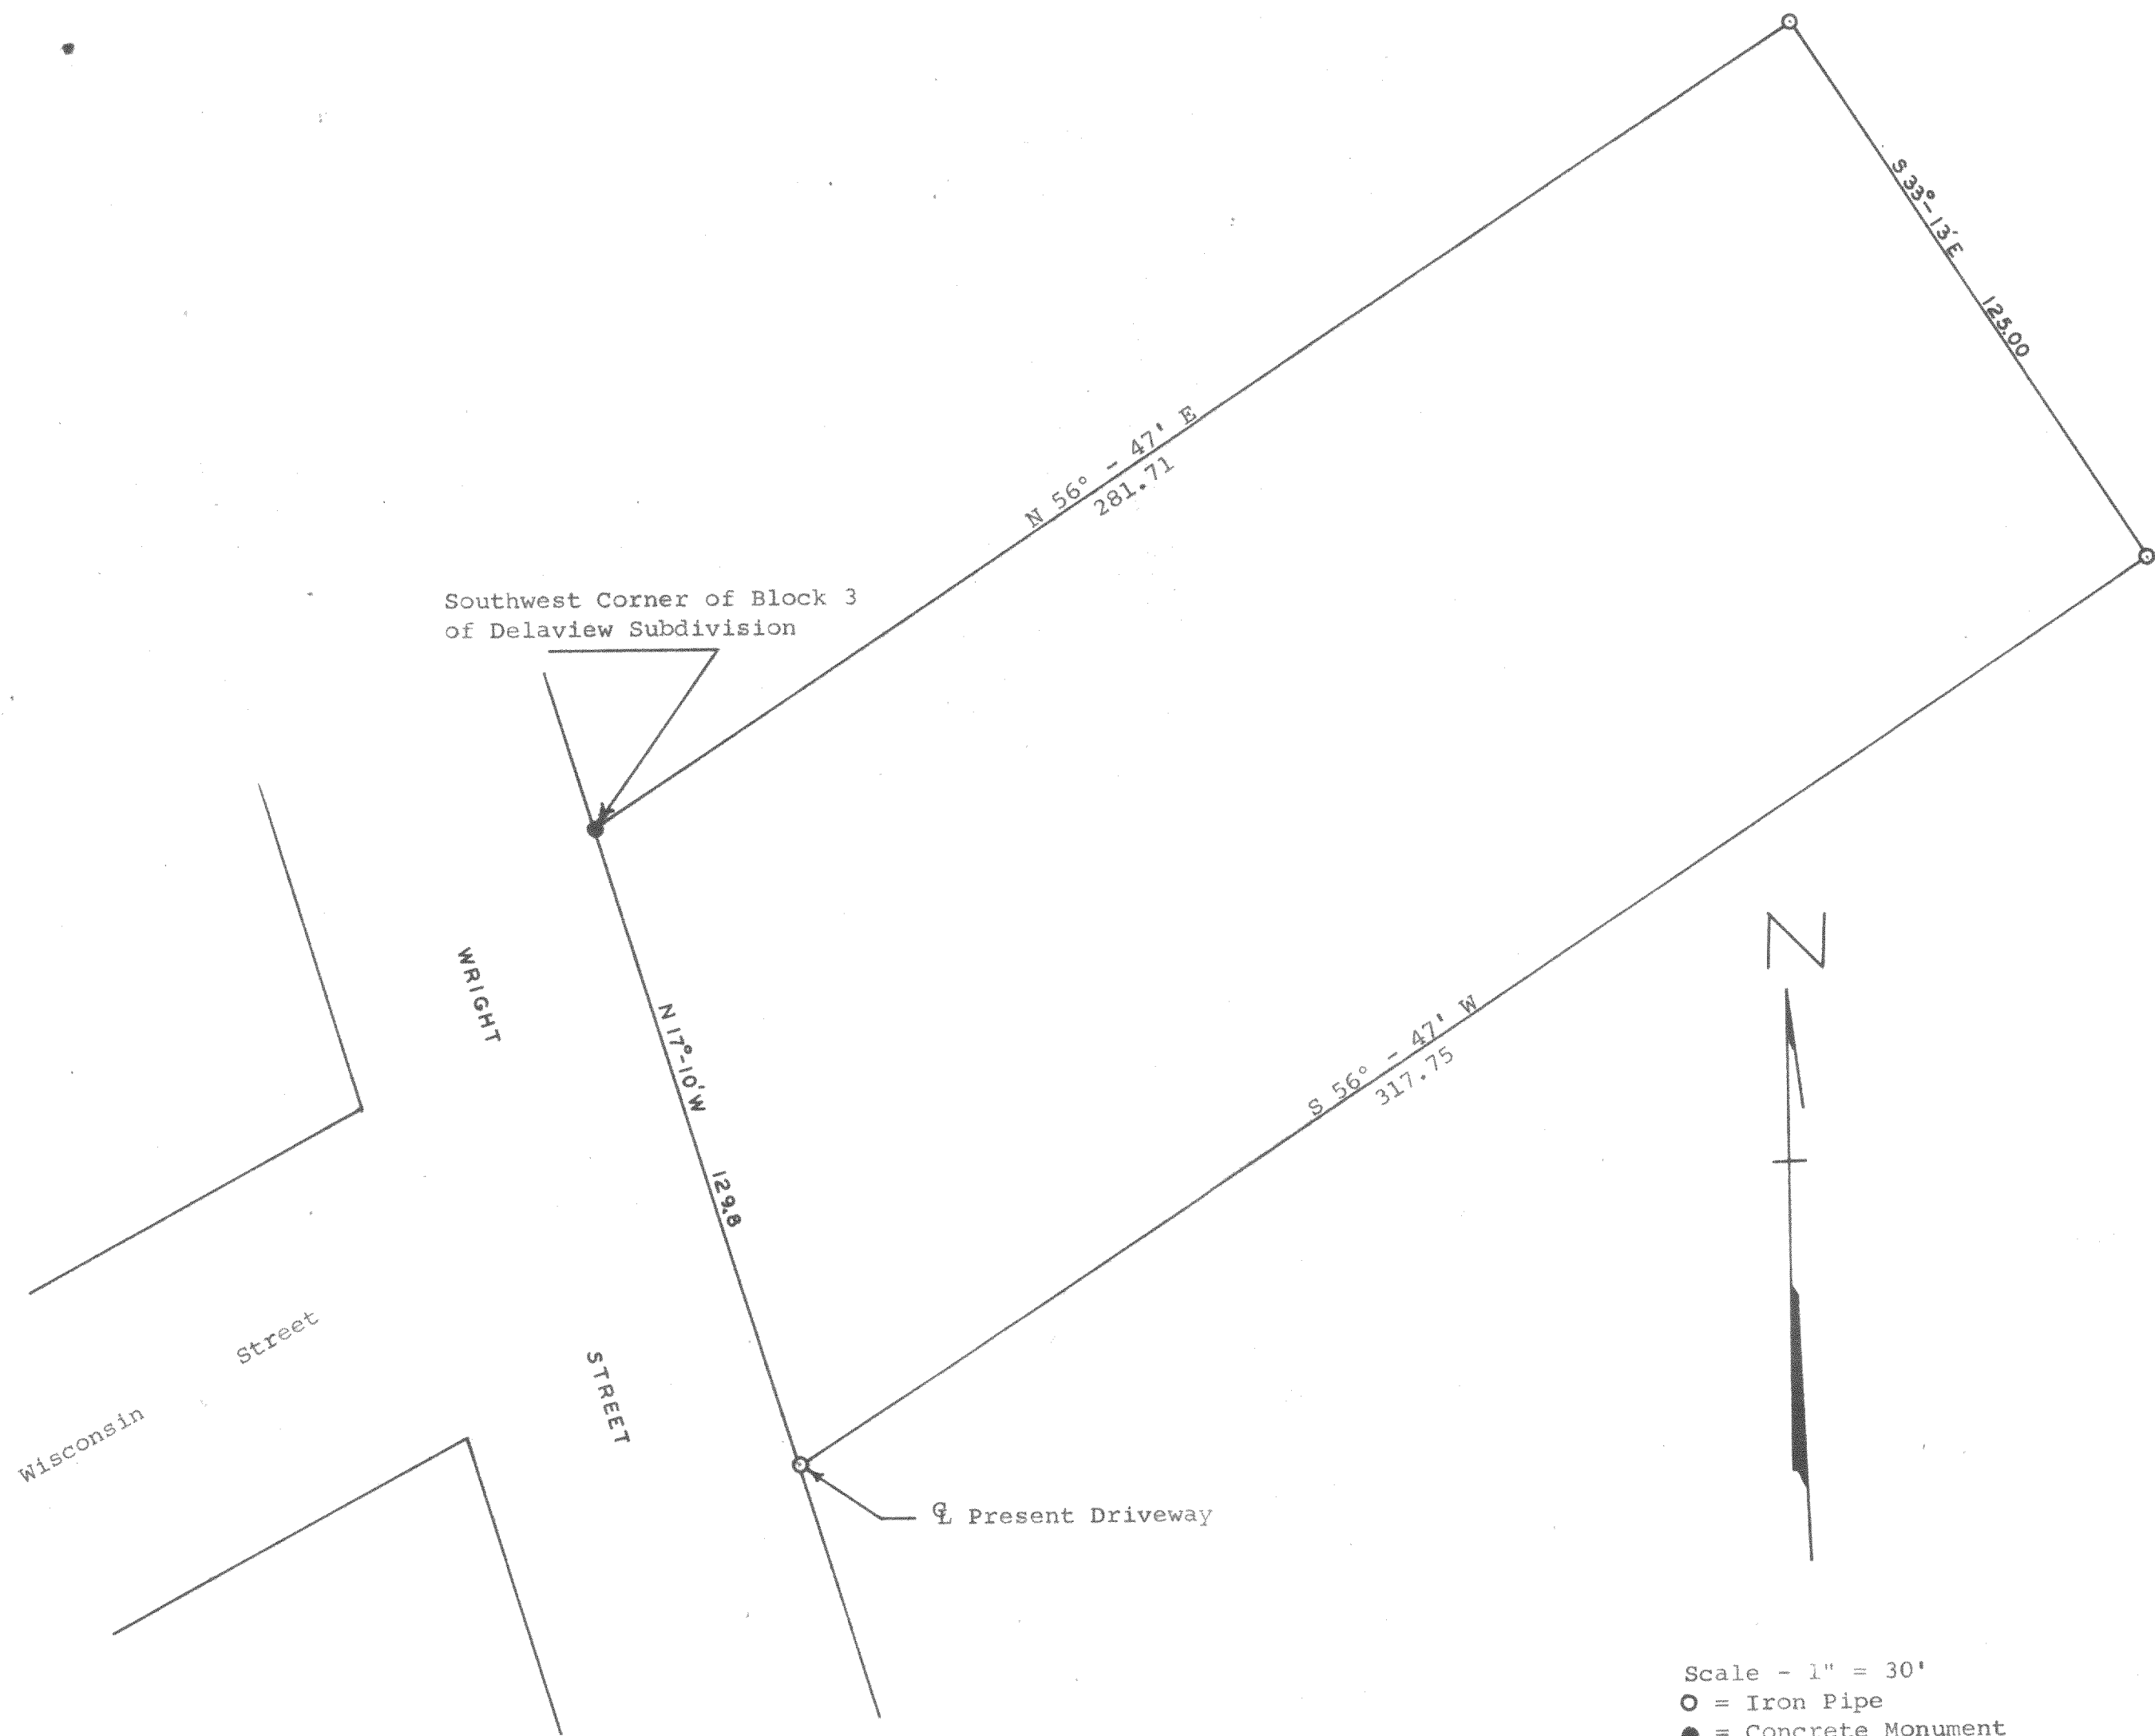 S 33°-13' E
125.00
N 56° - 47' E
281.71
Southwest Corner of Block 3
of Delaview Subdivision
N
WRIGHT
N 17°-10' W
S 56° - 47' W
317.75
129.8
Street
STREET
Wisconsin
℄ Present Driveway
Scale - 1" = 30'
O = Iron Pipe
● = Concrete Monument